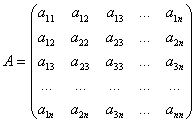 a₁₁ a₁₂ a₁₃ ... a₁ₙ
a₁₂ a₂₂ a₂₃ ... a₂ₙ
A = a₁₃ a₂₃ a₃₃ ... a₃ₙ
... ... ... ... ...
a₁ₙ a₂ₙ a₃ₙ ... aₙₙ